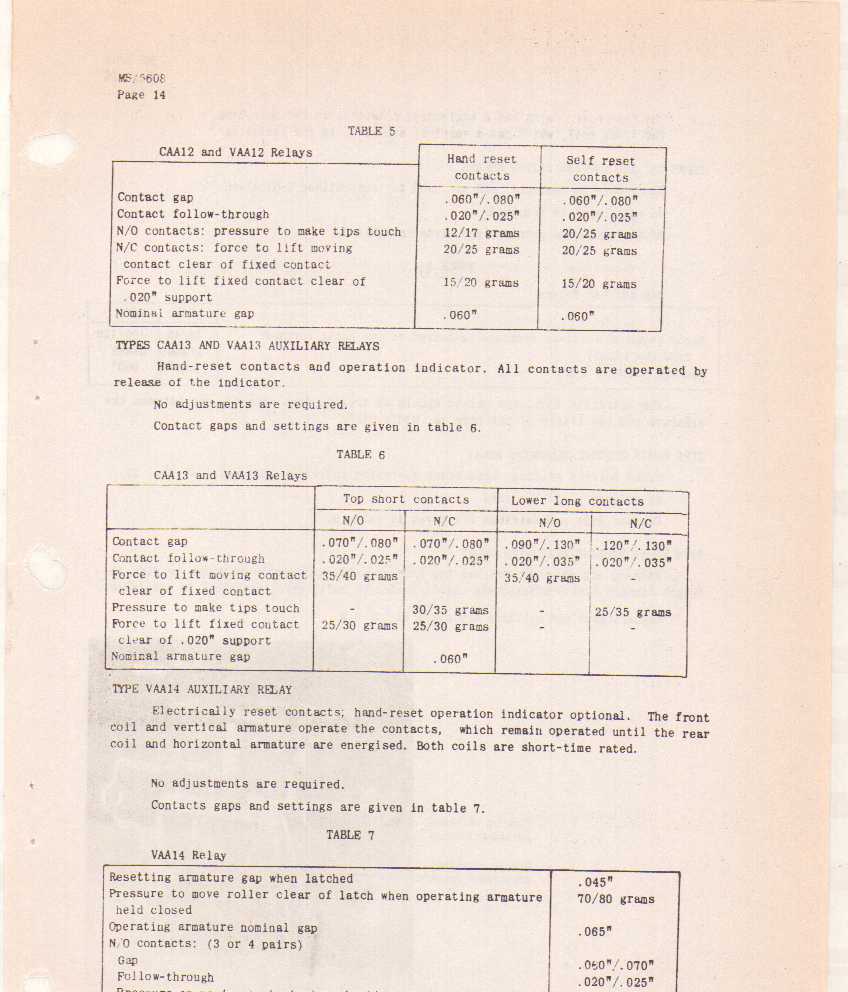 MS/5608
Page 14
TABLE 5
CAA12 and VAA12 Relays
Hand reset contacts
Self reset contacts
Contact gap .060"/.080" .060"/.080"
Contact follow-through .020"/.025" .020"/.025"
N/O contacts: pressure to make tips touch 12/17 grams 20/25 grams
N/C contacts: force to lift moving 20/25 grams 20/25 grams
contact clear of fixed contact
Force to lift fixed contact clear of 15/20 grams 15/20 grams
.020" support
Nominal armature gap .060" .060"
TYPES CAA13 AND VAA13 AUXILIARY RELAYS
Hand-reset contacts and operation indicator. All contacts are operated by
release of the indicator.
No adjustments are required.
Contact gaps and settings are given in table 6.
TABLE 6
CAA13 and VAA13 Relays
Top short contacts Lower long contacts
N/O N/C N/O N/C
Contact gap .070"/.080" .070"/.080" .090"/.130" .120"/.130"
Contact follow-through .020"/.025" .020"/.025" .020"/.035" .020"/.035"
Force to lift moving contact 35/40 grams 35/40 grams -
clear of fixed contact
Pressure to make tips touch - 30/35 grams - 25/35 grams
Force to lift fixed contact 25/30 grams 25/30 grams - -
clear of .020" support
Nominal armature gap .060"
TYPE VAA14 AUXILIARY RELAY
Electrically reset contacts; hand-reset operation indicator optional. The front
coil and vertical armature operate the contacts, which remain operated until the rear
coil and horizontal armature are energised. Both coils are short-time rated.
No adjustments are required.
Contacts gaps and settings are given in table 7.
TABLE 7
VAA14 Relay
Resetting armature gap when latched .045"
Pressure to move roller clear of latch when operating armature 70/80 grams
held closed
Operating armature nominal gap .065"
N/O contacts: (3 or 4 pairs)
Gap .060"/.070"
Follow-through .020"/.025"